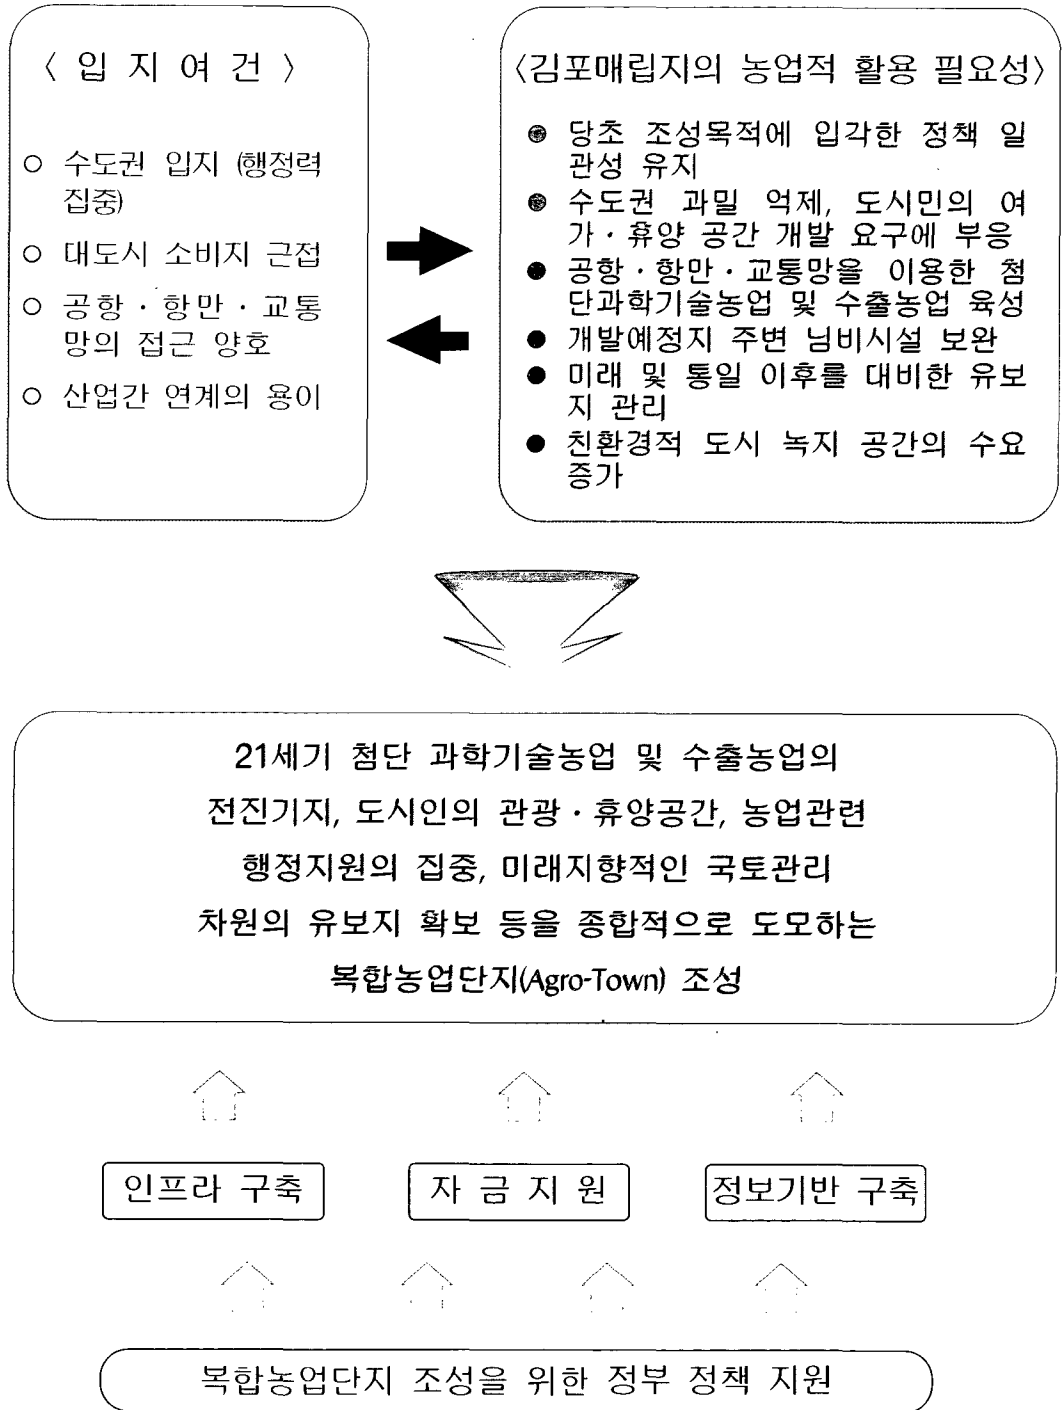 〈 입 지 여 건 〉
○ 수도권 입지 (행정력
집중)
○ 대도시 소비지 근접
○ 공항·항만·교통
망의 접근 양호
○ 산업간 연계의 용이
〈김포매립지의 농업적 활용 필요성〉
● 당초 조성목적에 입각한 정책 일
관성 유지
● 수도권 과밀 억제, 도시민의 여
가·휴양 공간 개발 요구에 부응
● 공항·항만·교통망을 이용한 첨
단과학기술농업 및 수출농업 육성
● 개발예정지 주변 님비시설 보완
● 미래 및 통일 이후를 대비한 유보
지 관리
● 친환경적 도시 녹지 공간의 수요
증가
21세기 첨단 과학기술농업 및 수출농업의
전진기지, 도시인의 관광·휴양공간, 농업관련
행정지원의 집중, 미래지향적인 국토관리
차원의 유보지 확보 등을 종합적으로 도모하는
복합농업단지(Agro-Town) 조성
인프라 구축
자 금 지 원
정보기반 구축
복합농업단지 조성을 위한 정부 정책 지원